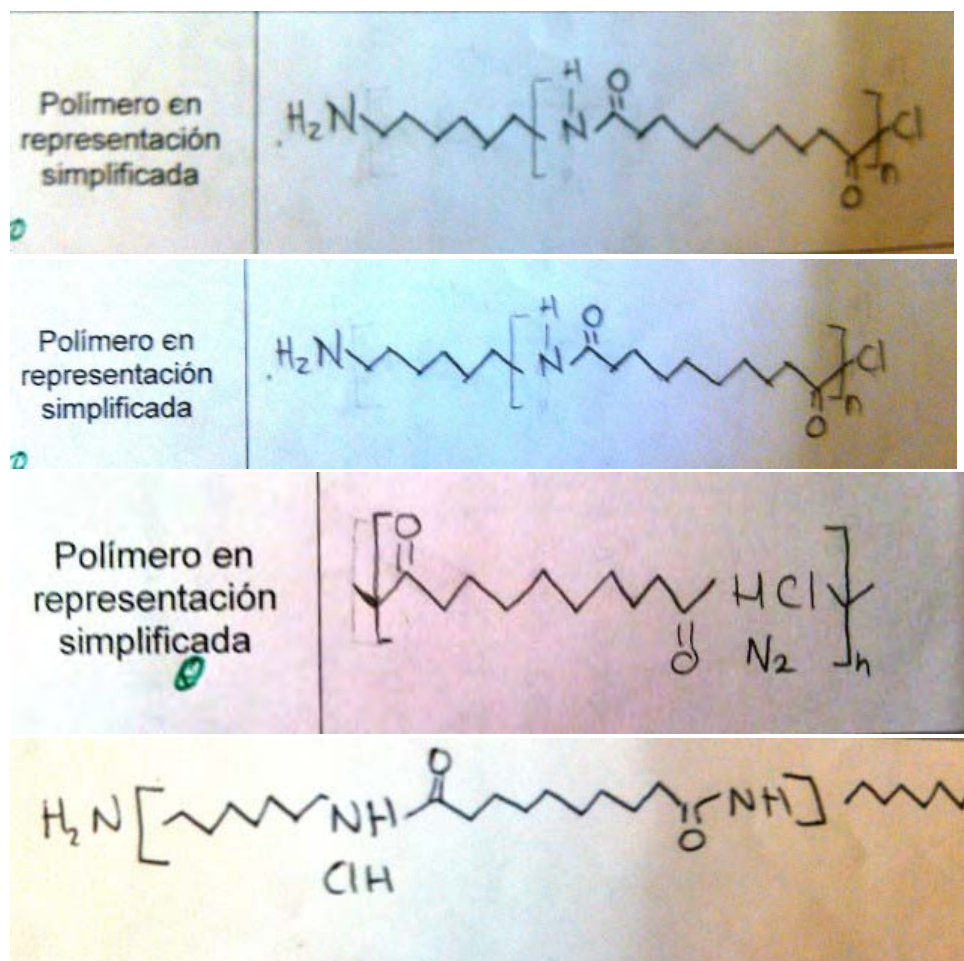 Polímero en
representación
simplificada
H₂N [ H N O O ]n Cl
Polímero en
representación
simplificada
H₂N [ H N O O ]n Cl
Polímero en
representación
simplificada
[ O O HCl N₂ ]n
H₂N [ NH O O NH ]
ClH